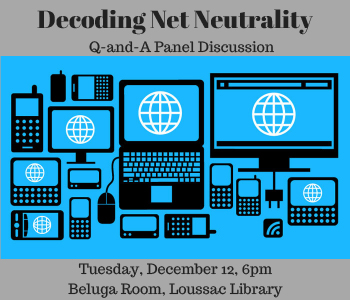 Decoding Net Neutrality
Q-and-A Panel Discussion
Tuesday, December 12, 6pm
Beluga Room, Loussac Library